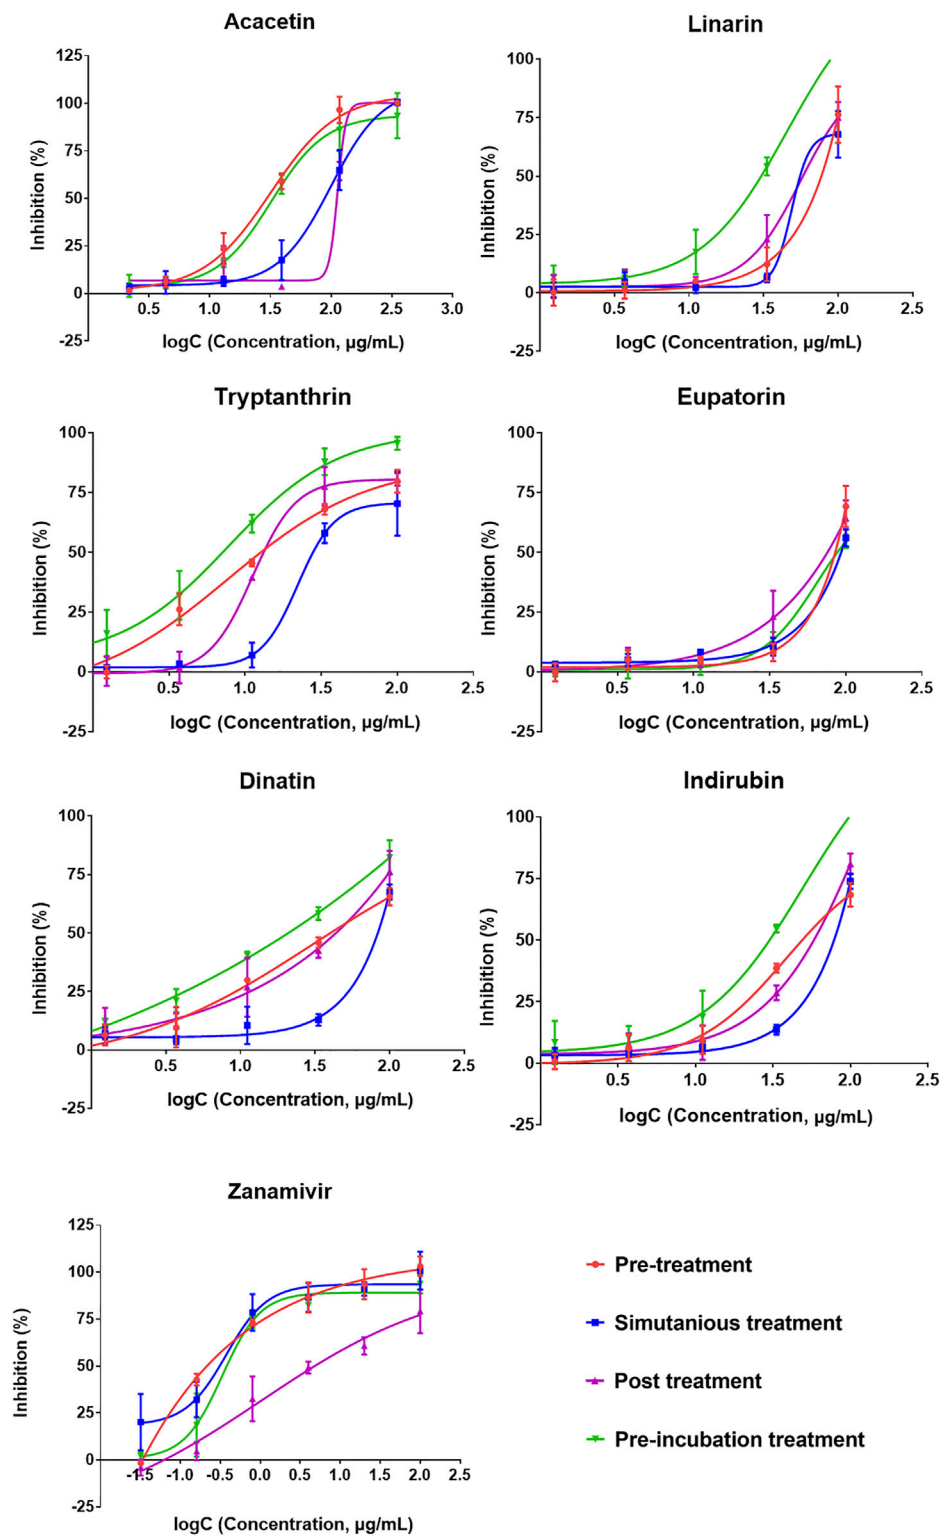 Acacetin
125
100
75
50
25
0
-25
0.5 1.0 1.5 2.0 2.5 3.0
Inhibition (%)
logC (Concentration, µg/mL)
Linarin
100
75
50
25
0
-25
0.5 1.0 1.5 2.0 2.5
Inhibition (%)
logC (Concentration, µg/mL)
Tryptanthrin
100
75
50
25
0
-25
0.5 1.0 1.5 2.0 2.5
Inhibition (%)
logC (Concentration, µg/mL)
Eupatorin
100
75
50
25
0
-25
0.5 1.0 1.5 2.0 2.5
Inhibition (%)
logC (Concentration, µg/mL)
Dinatin
100
75
50
25
0
-25
0.5 1.0 1.5 2.0 2.5
Inhibition (%)
logC (Concentration, µg/mL)
Indirubin
100
75
50
25
0
-25
0.5 1.0 1.5 2.0 2.5
Inibition (%)
logC (Concentration, µg/mL)
Zanamivir
125
100
75
50
25
0
-25
-1.5 -1.0 -0.5 0.0 0.5 1.0 1.5 2.0 2.5
Inhibition (%)
logC (Concentration, µg/mL)
Pre-treatment
Simutanious treatment
Post treatment
Pre-incubation treatment